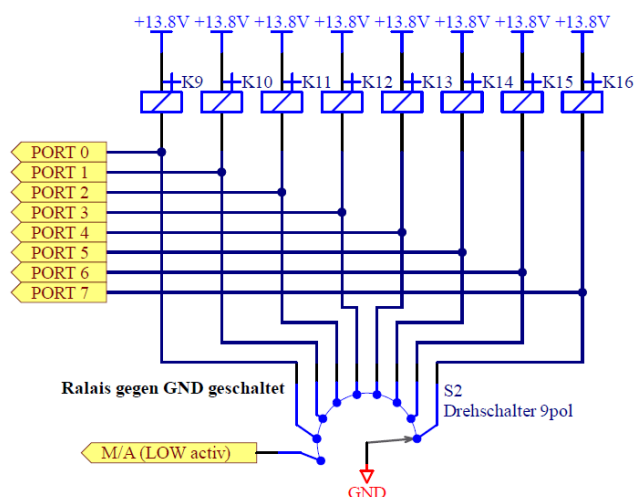 +13.8V +13.8V +13.8V +13.8V +13.8V +13.8V +13.8V +13.8V
K9 K10 K11 K12 K13 K14 K15 K16
PORT 0
PORT 1
PORT 2
PORT 3
PORT 4
PORT 5
PORT 6
PORT 7
Ralais gegen GND geschaltet
S2
Drehschalter 9pol
M/A (LOW activ)
GND